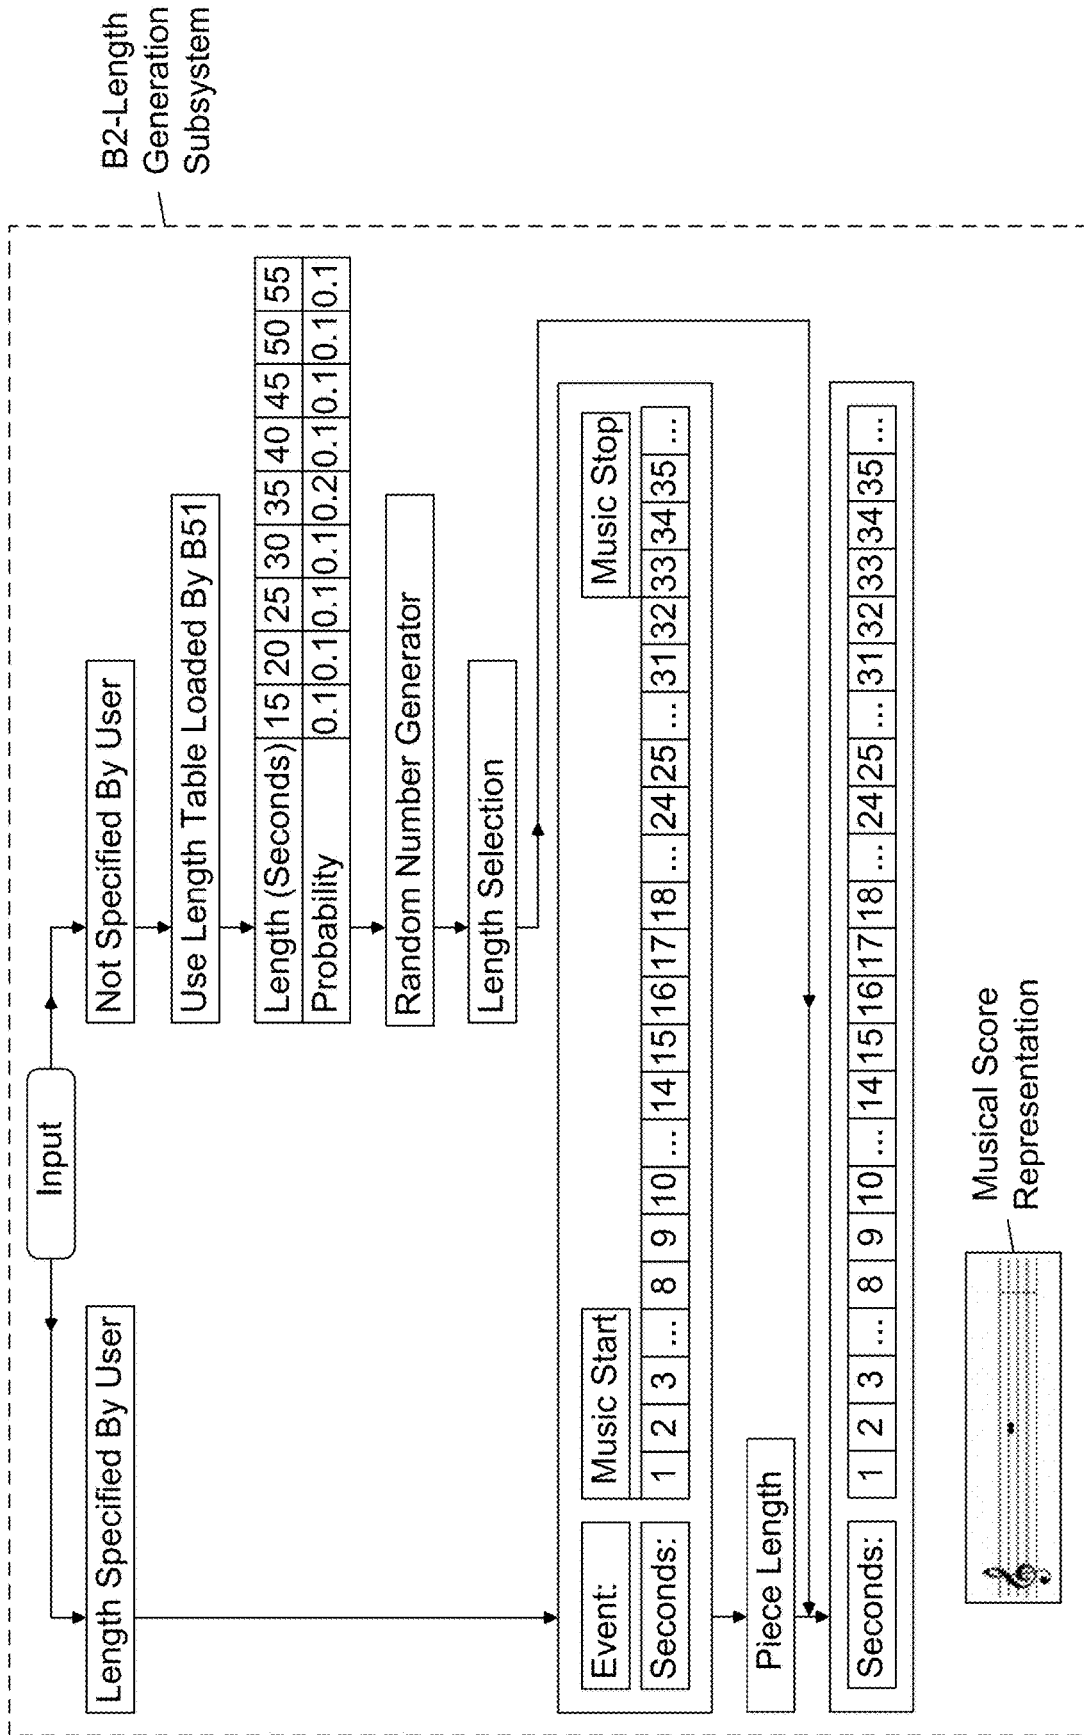 B2-Length
Generation
Subsystem
Input
Length Specified By User
Not Specified By User
Use Length Table Loaded By B51
Length (Seconds) 15 20 25 30 35 40 45 50 55
Probability 0.1 0.1 0.1 0.1 0.2 0.1 0.1 0.1 0.1
Random Number Generator
Length Selection
Event: Music Start Music Stop
Seconds: 1 2 3 ... 8 9 10 ... 14 15 16 17 18 ... 24 25 ... 31 32 33 34 35 ...
Piece Length
Seconds: 1 2 3 ... 8 9 10 ... 14 15 16 17 18 ... 24 25 ... 31 32 33 34 35 ...
Musical Score
Representation